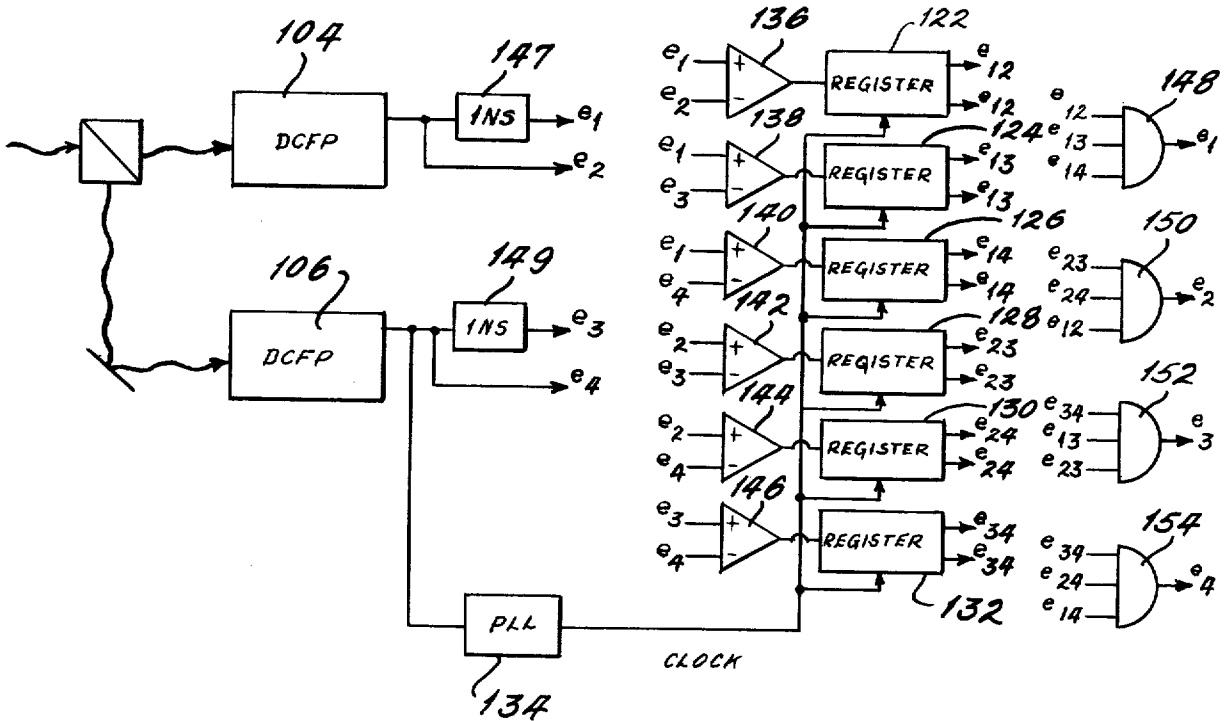 104
DCFP
147
INS
e1
e2
106
DCFP
149
INS
e3
e4
PLL
134
CLOCK
136
e1
+
e2
-
122
REGISTER
e12
e12
138
e1
+
e3
-
124
REGISTER
e13
e13
140
e1
+
e4
-
126
REGISTER
e14
e14
142
e2
+
e3
-
128
REGISTER
e23
e23
144
e2
+
e4
-
130
REGISTER
e24
e24
146
e3
+
e4
-
REGISTER
132
e34
e34
148
e12
e13
e14
e1
150
e23
e24
e12
e2
152
e34
e13
e23
e3
154
e34
e24
e14
e4